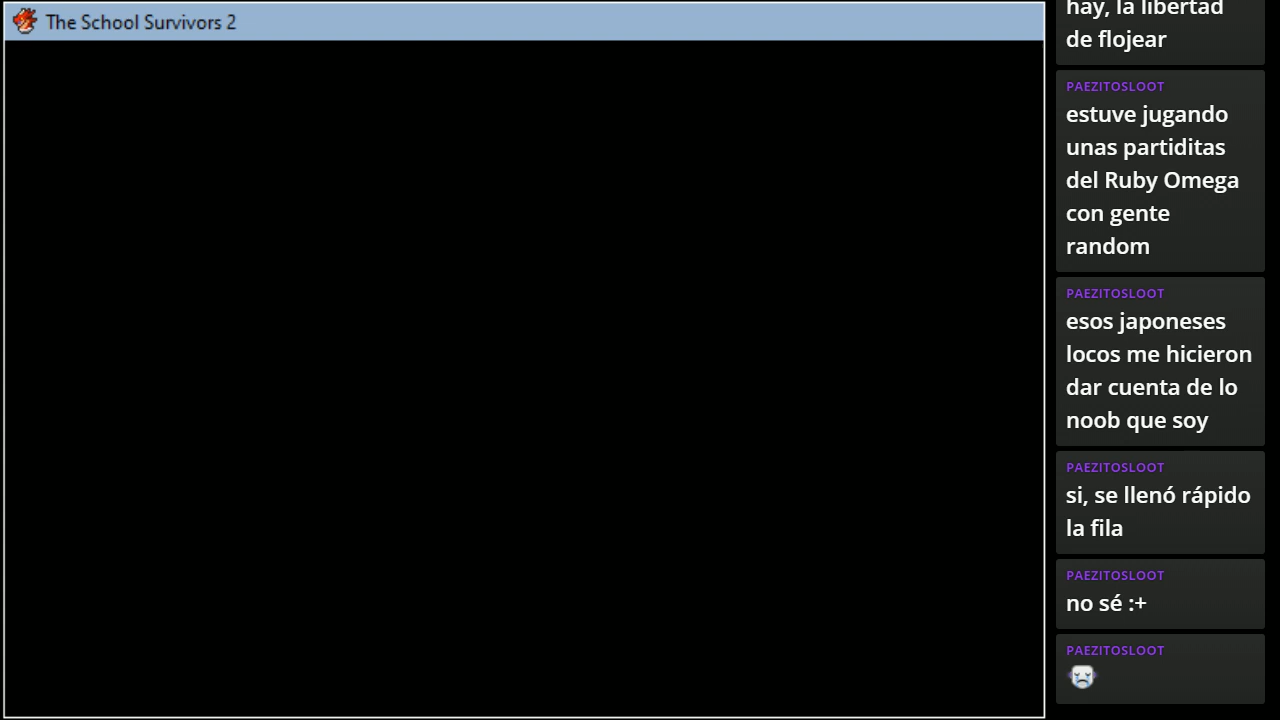 The School Survivors 2
hay, la libertad
de flojear
PAEZITOSLOOT
estuve jugando
unas partiditas
del Ruby Omega
con gente
random
PAEZITOSLOOT
esos japoneses
locos me hicieron
dar cuenta de lo
noob que soy
PAEZITOSLOOT
si, se llenó rápido
la fila
PAEZITOSLOOT
no sé :+
PAEZITOSLOOT